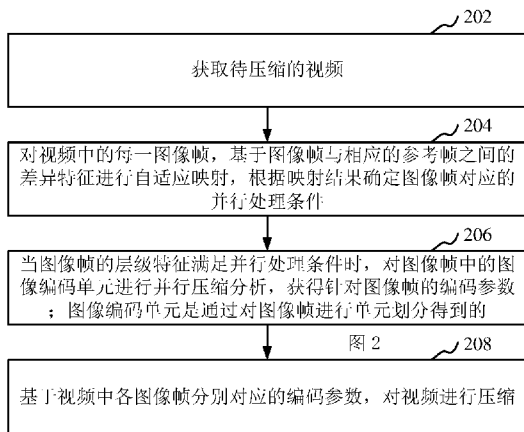 202
获取待压缩的视频
204
对视频中的每一图像帧，基于图像帧与相应的参考帧之间的
差异特征进行自适应映射，根据映射结果确定图像帧对应的
并行处理条件
206
当图像帧的层级特征满足并行处理条件时，对图像帧中的图
像编码单元进行并行压缩分析，获得针对图像帧的编码参数
；图像编码单元是通过对图像帧进行单元划分得到的
图2
208
基于视频中各图像帧分别对应的编码参数，对视频进行压缩